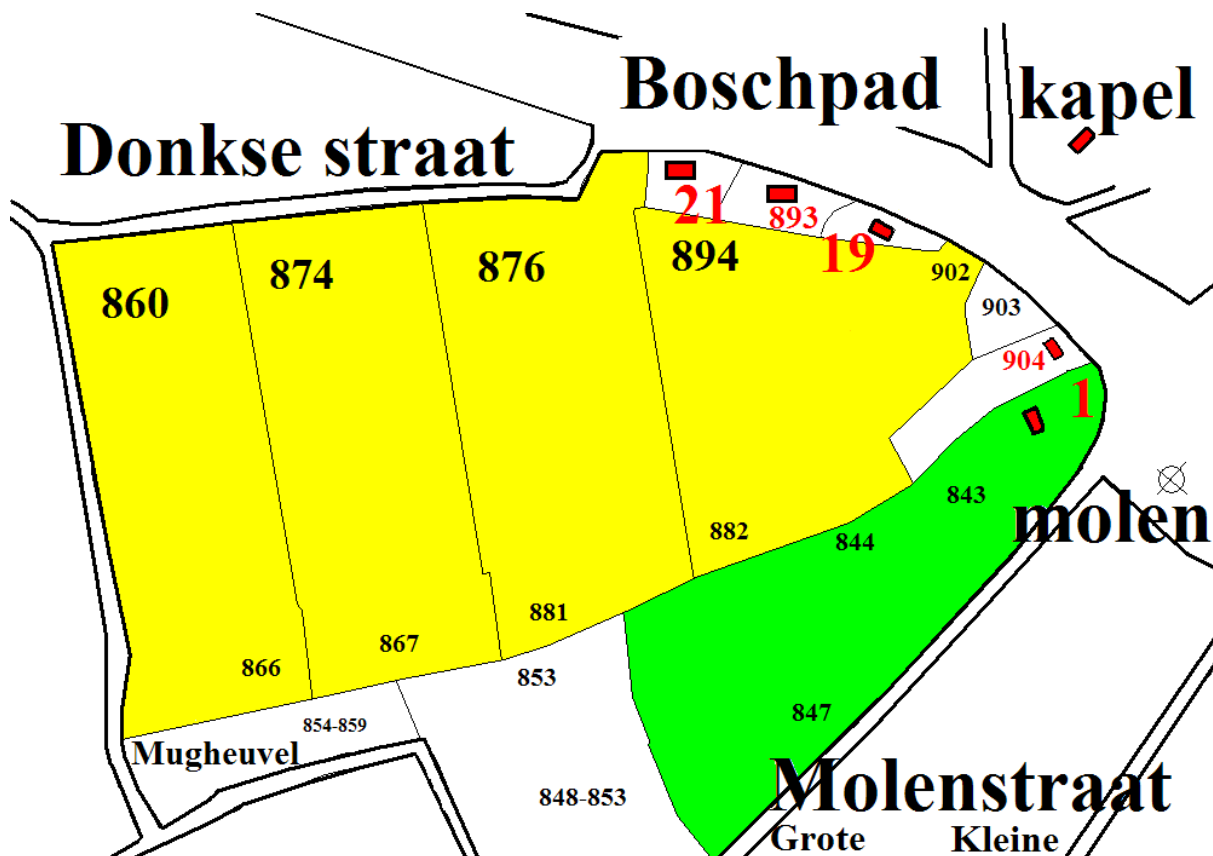 Boschpad
kapel
Donkse straat
21
893
19
894
902
876
874
860
903
904
1
843
molen
882
844
881
867
866
853
847
854-859
Mugheuvel
848-853
Molenstraat
Grote
Kleine